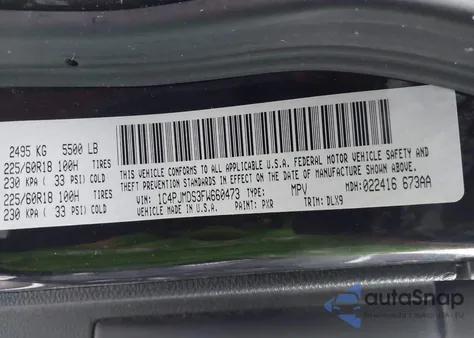 2495 KG 5500 LB
225/60R18 100H TIRES
230 KPA ( 33 PSI) COLD
225/60R18 100H TIRES
230 KPA ( 33 PSI) COLD
THIS VEHICLE CONFORMS TO ALL APPLICABLE U.S.A. FEDERAL MOTOR VEHICLE SAFETY AND
THEFT PREVENTION STANDARDS IN EFFECT ON THE DATE OF MANUFACTURE SHOWN ABOVE.
VIN: 1C4PJMDS3FW660473 TYPE: MPV MDH: 022416 673AA
MADE IN U.S.A. PAINT: PXR TRIM: DLX9
autoSnap